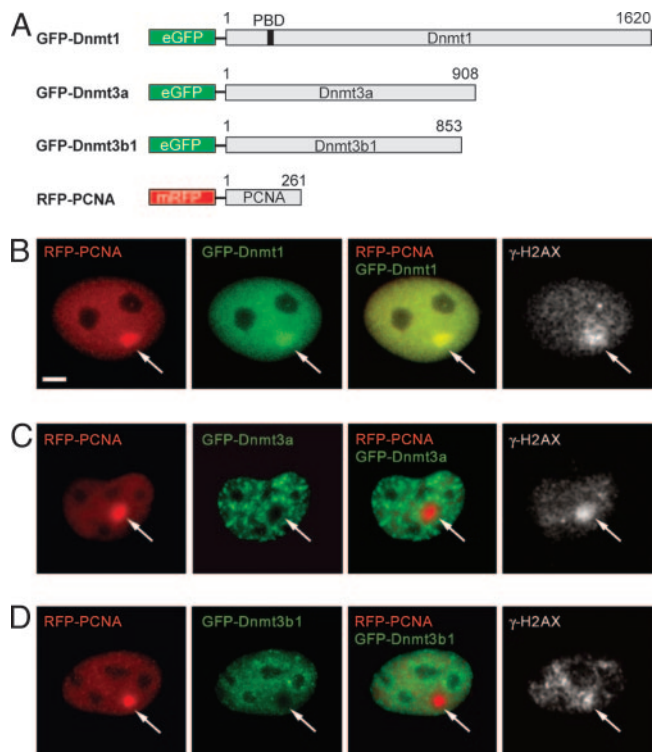 A
1 PBD 1620
GFP-Dnmt1 eGFP Dnmt1
1 908
GFP-Dnmt3a eGFP Dnmt3a
1 853
GFP-Dnmt3b1 eGFP Dnmt3b1
1 261
RFP-PCNA mRFP PCNA
B
RFP-PCNA GFP-Dnmt1 RFP-PCNA γ-H2AX
GFP-Dnmt1
C
RFP-PCNA GFP-Dnmt3a RFP-PCNA γ-H2AX
GFP-Dnmt3a
D
RFP-PCNA GFP-Dnmt3b1 RFP-PCNA γ-H2AX
GFP-Dnmt3b1